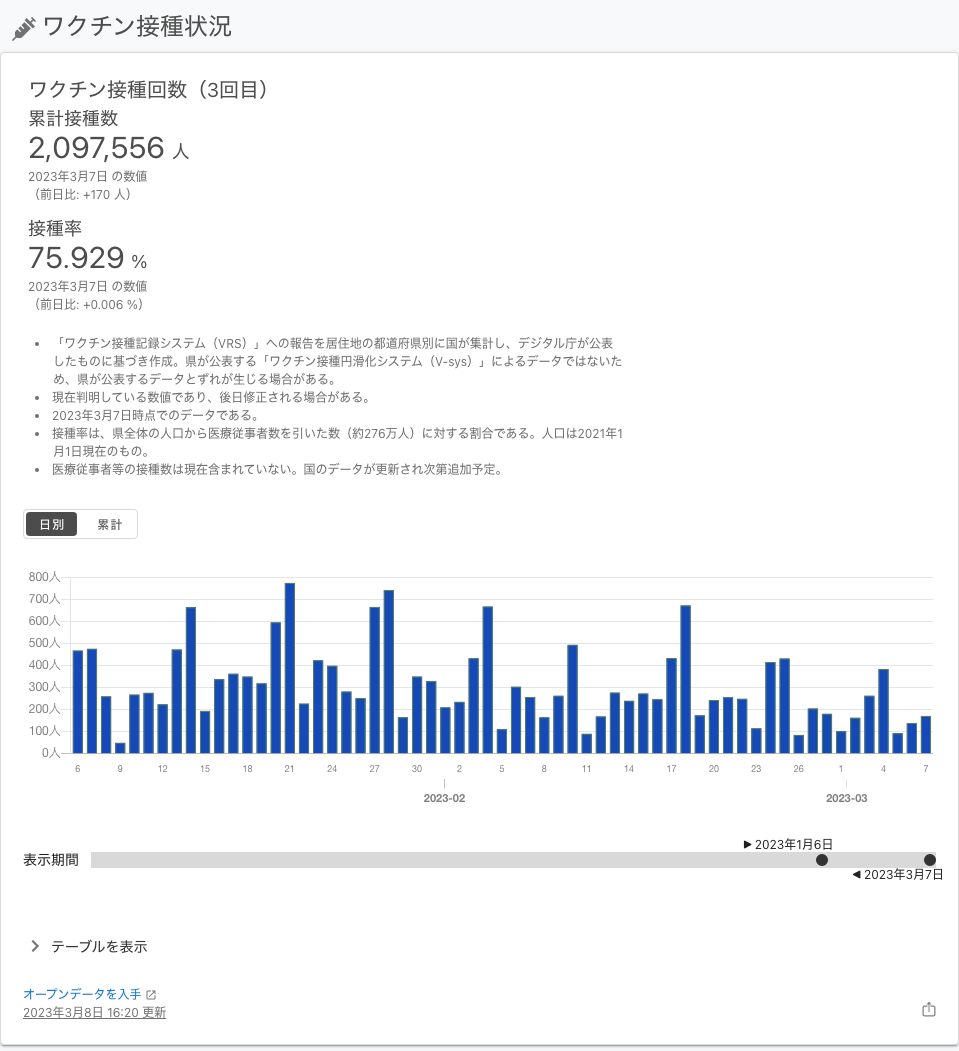 ワクチン接種状況
ワクチン接種回数（3回目）
累計接種数
2,097,556 人
2023年3月7日 の数値
（前日比: +170 人）
接種率
75.929 %
2023年3月7日 の数値
（前日比: +0.006 %）
• 「ワクチン接種記録システム（VRS）」への報告を居住地の都道府県別に国が集計し、デジタル庁が公表
したものに基づき作成。県が公表する「ワクチン接種円滑化システム（V-sys）」によるデータではないた
め、県が公表するデータとずれが生じる場合がある。
• 現在判明している数値であり、後日修正される場合がある。
• 2023年3月7日時点でのデータである。
• 接種率は、県全体の人口から医療従事者数を引いた数（約276万人）に対する割合である。人口は2021年1
月1日現在のもの。
• 医療従事者等の接種数は現在含まれていない。国のデータが更新され次第追加予定。
日別 累計
800人
700人
600人
500人
400人
300人
200人
100人
0人
6 9 12 15 18 21 24 27 30 2 5 8 11 14 17 20 23 26 1 4 7
2023-02 2023-03
▶ 2023年1月6日
表示期間
◀ 2023年3月7日
テーブルを表示
オープンデータを入手
2023年3月8日 16:20 更新